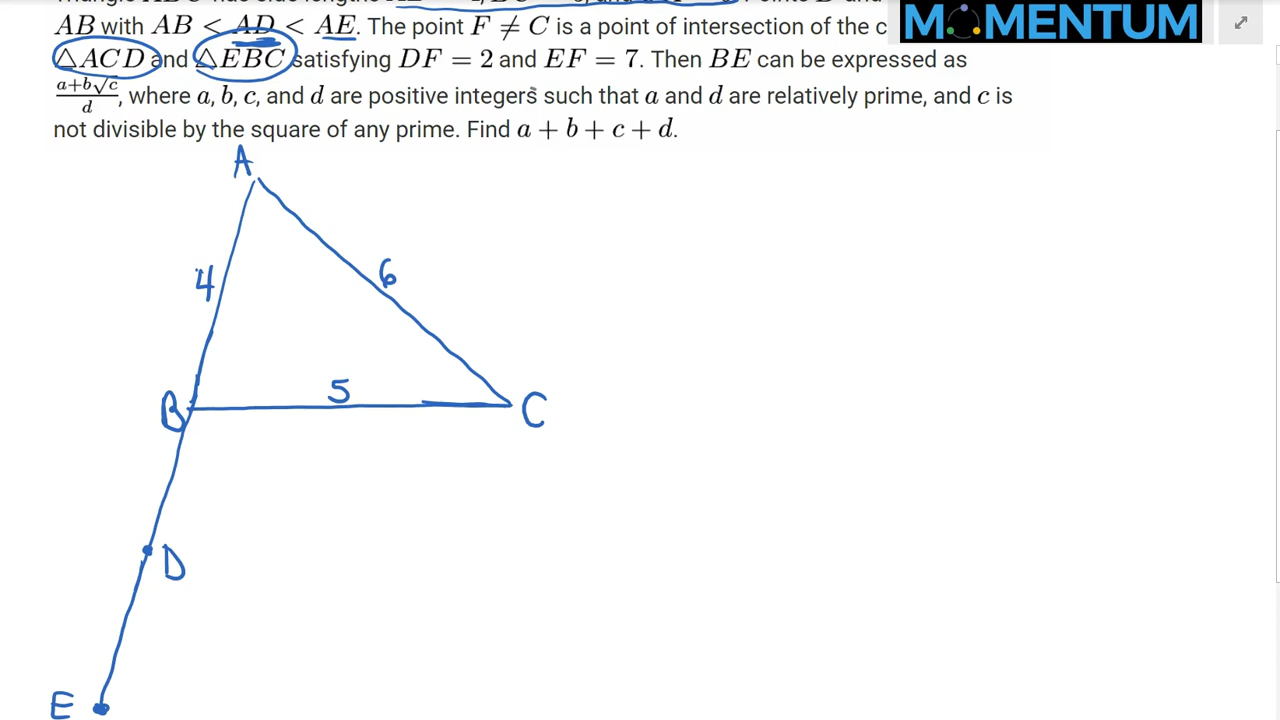 AB with AB < AD < AE. The point F ≠ C is a point of intersection of the c
△ACD and △EBC satisfying DF = 2 and EF = 7. Then BE can be expressed as
\frac{a+b√c}{d}, where a, b, c, and d are positive integers such that a and d are relatively prime, and c is
not divisible by the square of any prime. Find a + b + c + d.
MOMENTUM
A
4
6
B
5
C
D
E